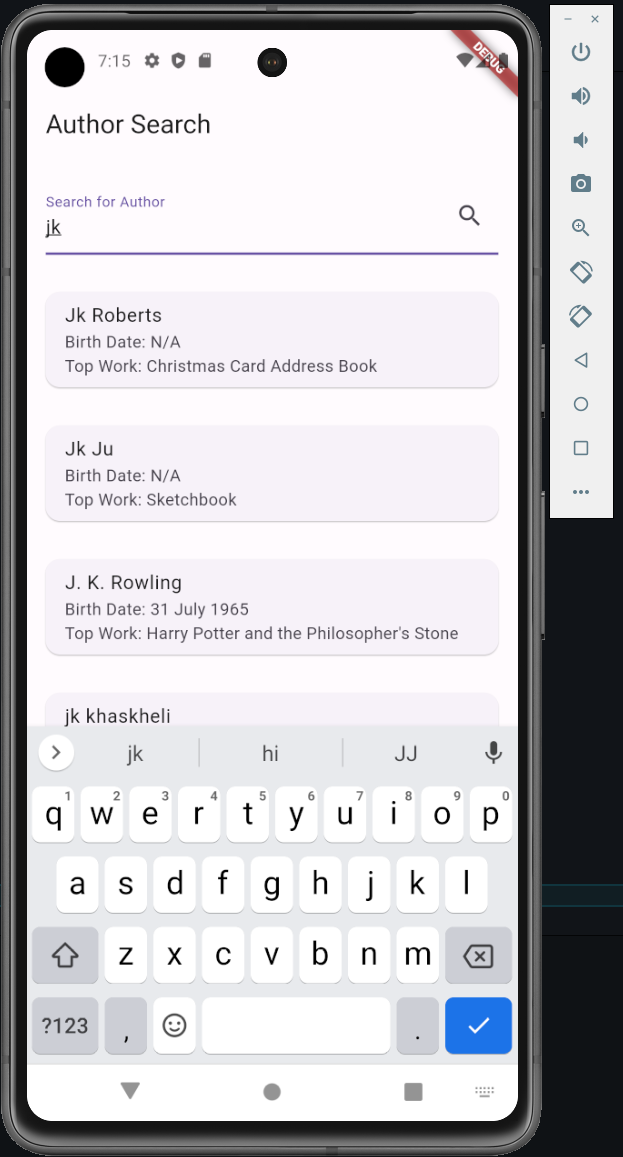 7:15
DEBUG
Author Search
Search for Author
jk
Jk Roberts
Birth Date: N/A
Top Work: Christmas Card Address Book
Jk Ju
Birth Date: N/A
Top Work: Sketchbook
J. K. Rowling
Birth Date: 31 July 1965
Top Work: Harry Potter and the Philosopher's Stone
jk khaskheli
jk hi JJ
1 2 3 4 5 6 7 8 9 0
q w e r t y u i o p
a s d f g h j k l
z x c v b n m
?123 , .